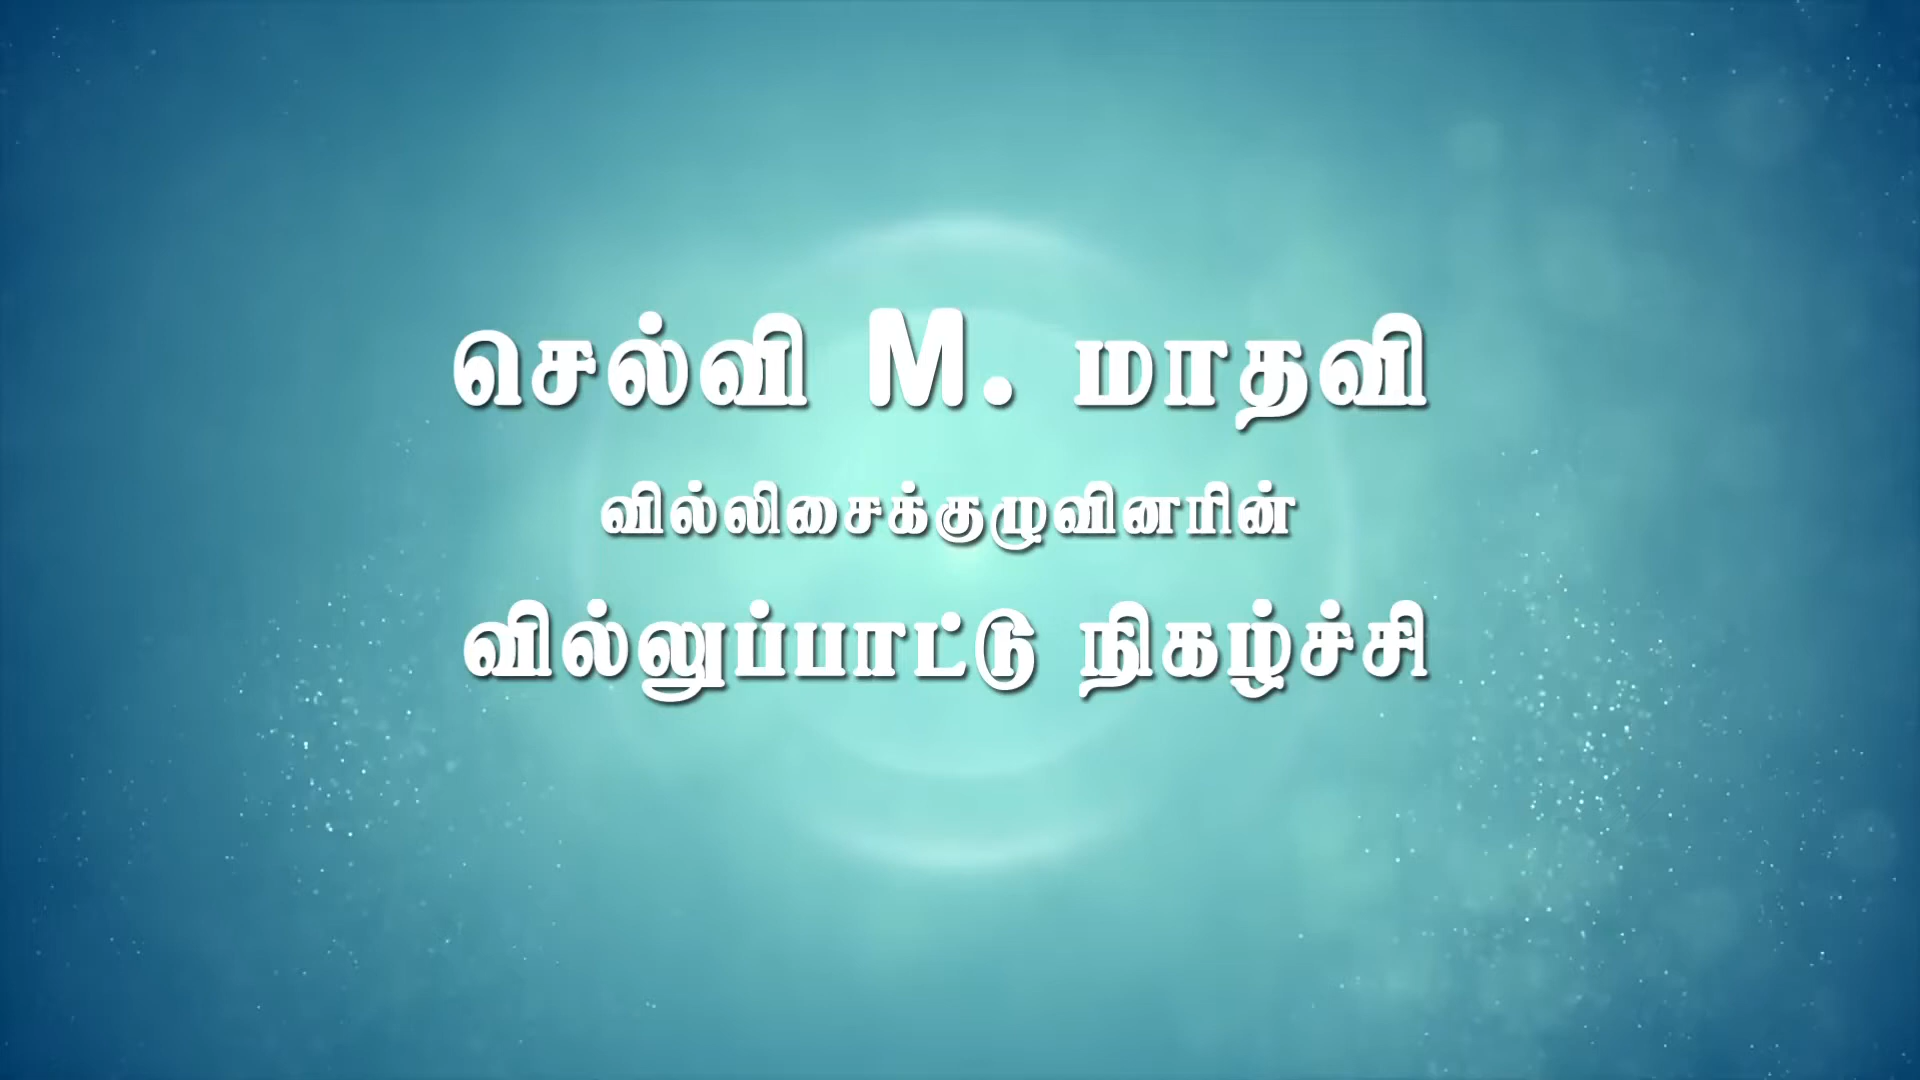 செல்வி M. மாதவி
வில்லிசைக்குழுவினரின்
வில்லுப்பாட்டு நிகழ்ச்சி